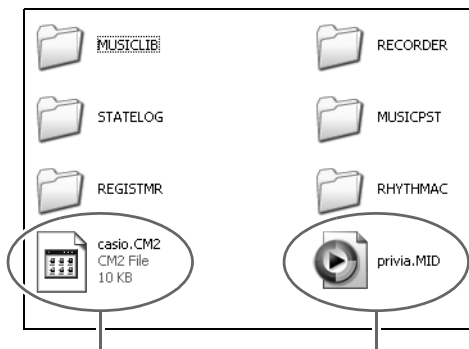 MUSICLIB
RECORDER
STATELOG
MUSICPST
REGISTMR
RHYTHMAC
casio.CM2
CM2 File
10 KB
privia.MID